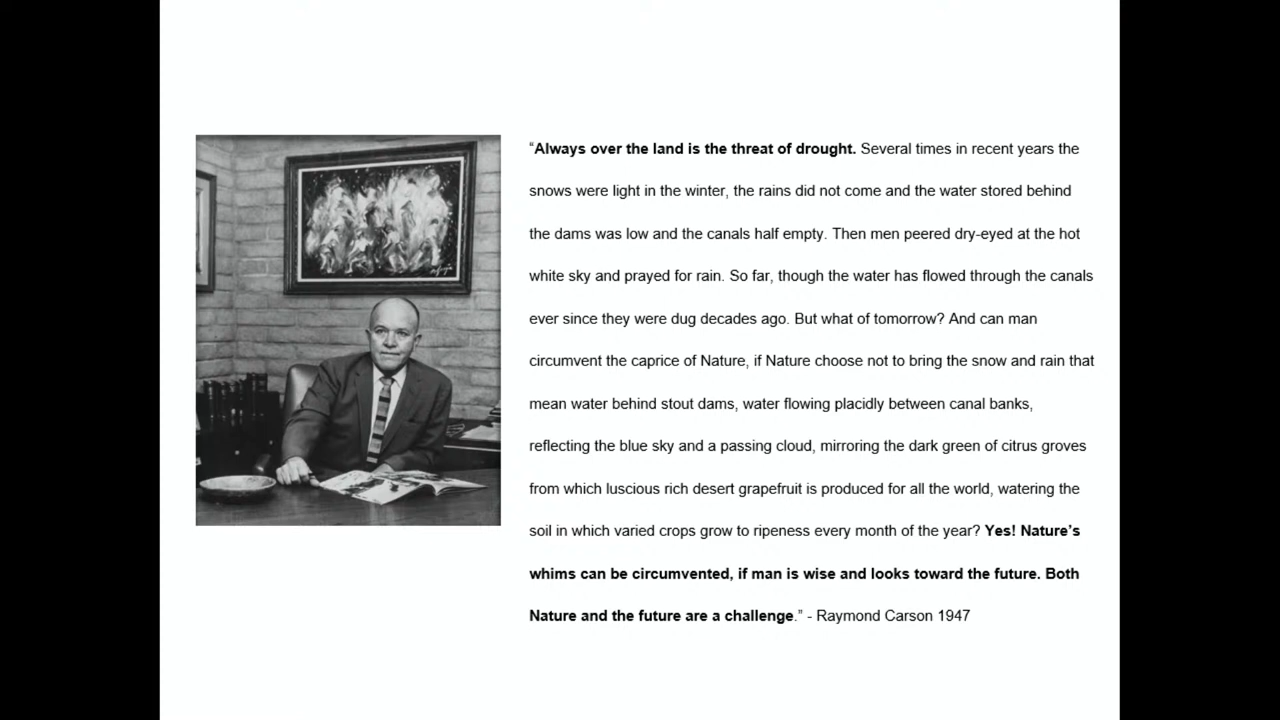 “Always over the land is the threat of drought. Several times in recent years the
snows were light in the winter, the rains did not come and the water stored behind
the dams was low and the canals half empty. Then men peered dry-eyed at the hot
white sky and prayed for rain. So far, though the water has flowed through the canals
ever since they were dug decades ago. But what of tomorrow? And can man
circumvent the caprice of Nature, if Nature choose not to bring the snow and rain that
mean water behind stout dams, water flowing placidly between canal banks,
reflecting the blue sky and a passing cloud, mirroring the dark green of citrus groves
from which luscious rich desert grapefruit is produced for all the world, watering the
soil in which varied crops grow to ripeness every month of the year? Yes! Nature’s
whims can be circumvented, if man is wise and looks toward the future. Both
Nature and the future are a challenge.” - Raymond Carson 1947